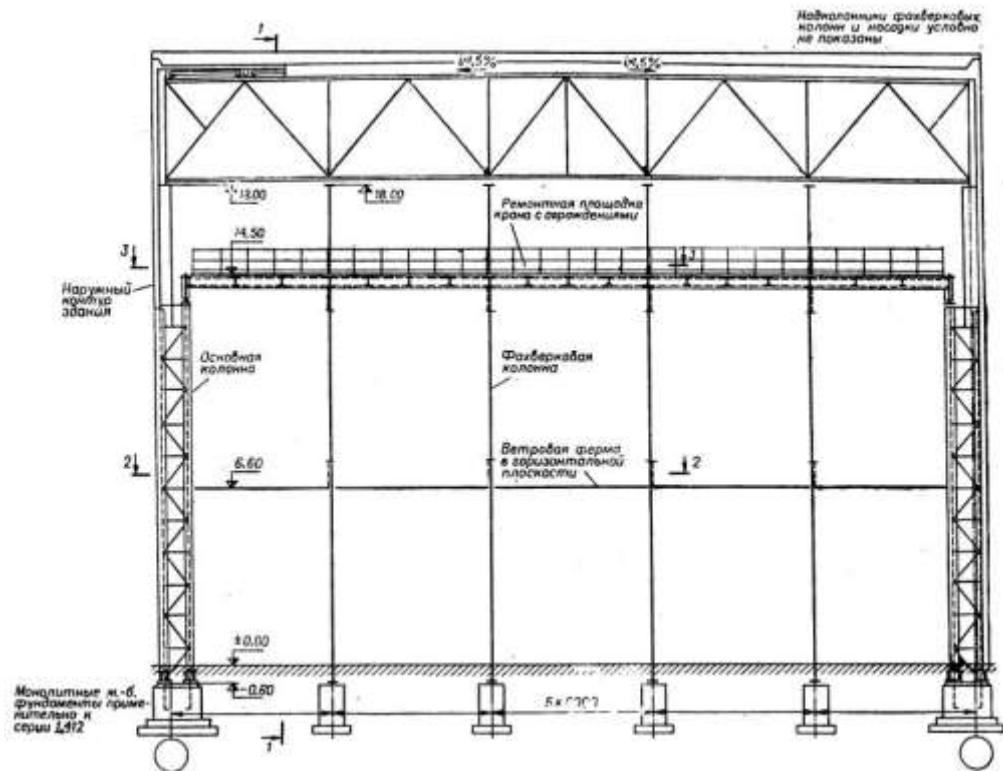 Надколонники фахверковых
колонн и насадки условно
не показаны
1
i=1,5%
i=1,5%
18.00
14.50
Ремонтная площадка
крана с ограждениями
3
3
Наружный
контур
здания
Основная
колонна
Фахверковая
колонна
Ветровая ферма
в горизонтальной
плоскости
2
6.60
2
±0.00
-0.60
Монолитные ж.-б.
фундаменты приме-
нительно к
серии 1.412
1